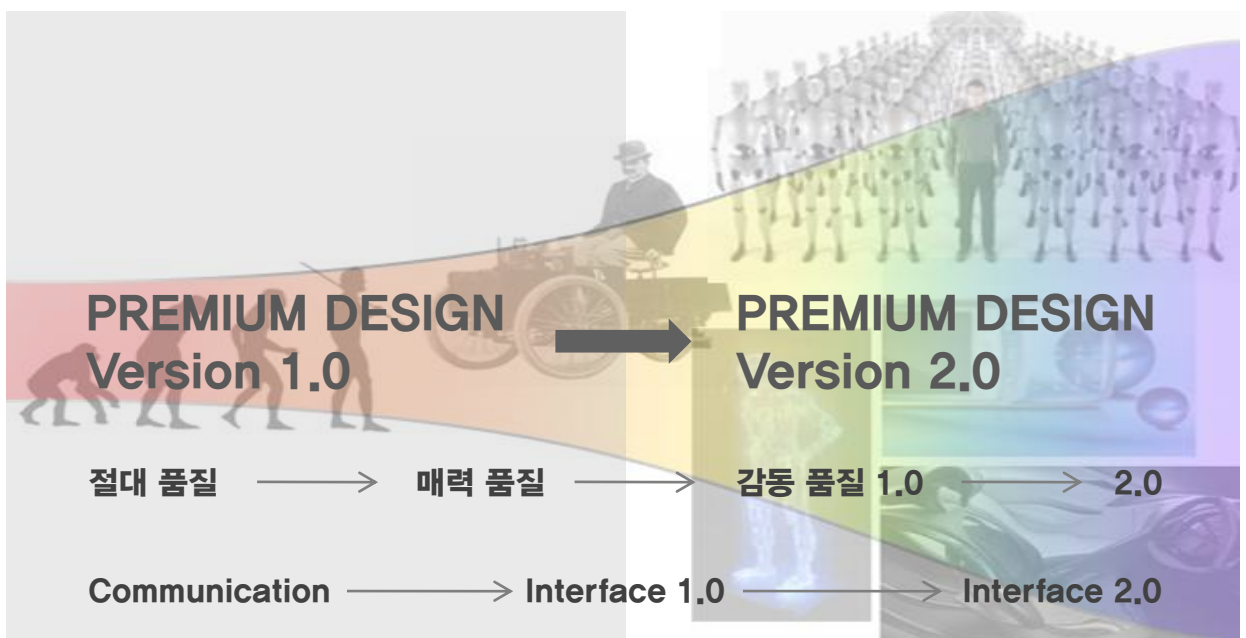 PREMIUM DESIGN
Version 1.0
PREMIUM DESIGN
Version 2.0
절대 품질 매력 품질 감동 품질 1.0 2.0
Communication Interface 1.0 Interface 2.0